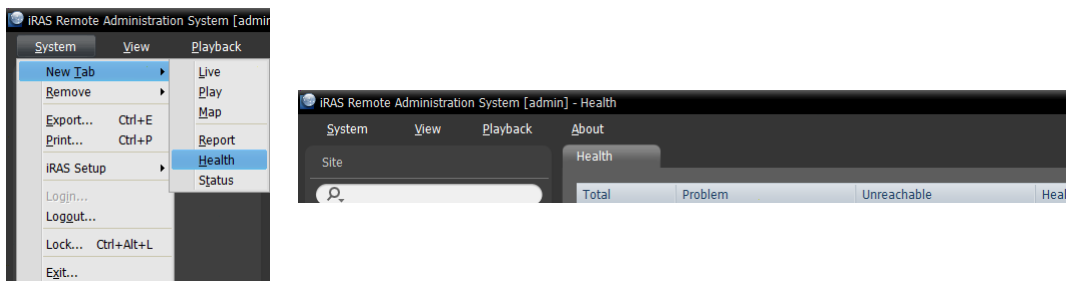 iRAS Remote Administration System [admin
System View Playback
New Tab Live
Remove Play
Map
Export... Ctrl+E
Print... Ctrl+P Report
iRAS Setup Health
Status
Login...
Logout...
Lock... Ctrl+Alt+L
Exit...
iRAS Remote Administration System [admin] - Health
System View Playback About
Site Health
Total Problem Unreachable Heal